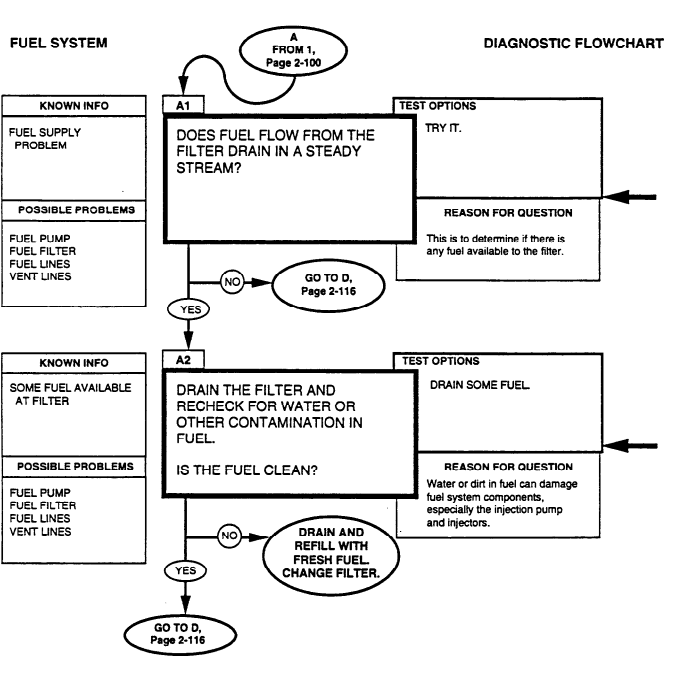 FUEL SYSTEM
A
FROM 1,
Page 2-100
DIAGNOSTIC FLOWCHART
KNOWN INFO
FUEL SUPPLY
PROBLEM
POSSIBLE PROBLEMS
FUEL PUMP
FUEL FILTER
FUEL LINES
VENT LINES
A1
DOES FUEL FLOW FROM THE
FILTER DRAIN IN A STEADY
STREAM?
TEST OPTIONS
TRY IT.
REASON FOR QUESTION
This is to determine if there is
any fuel available to the filter.
NO
GO TO D,
Page 2-116
YES
KNOWN INFO
SOME FUEL AVAILABLE
AT FILTER
POSSIBLE PROBLEMS
FUEL PUMP
FUEL FILTER
FUEL LINES
VENT LINES
A2
DRAIN THE FILTER AND
RECHECK FOR WATER OR
OTHER CONTAMINATION IN
FUEL.
IS THE FUEL CLEAN?
TEST OPTIONS
DRAIN SOME FUEL.
REASON FOR QUESTION
Water or dirt in fuel can damage
fuel system components,
especially the injection pump
and injectors.
NO
DRAIN AND
REFILL WITH
FRESH FUEL.
CHANGE FILTER.
YES
GO TO D,
Page 2-116